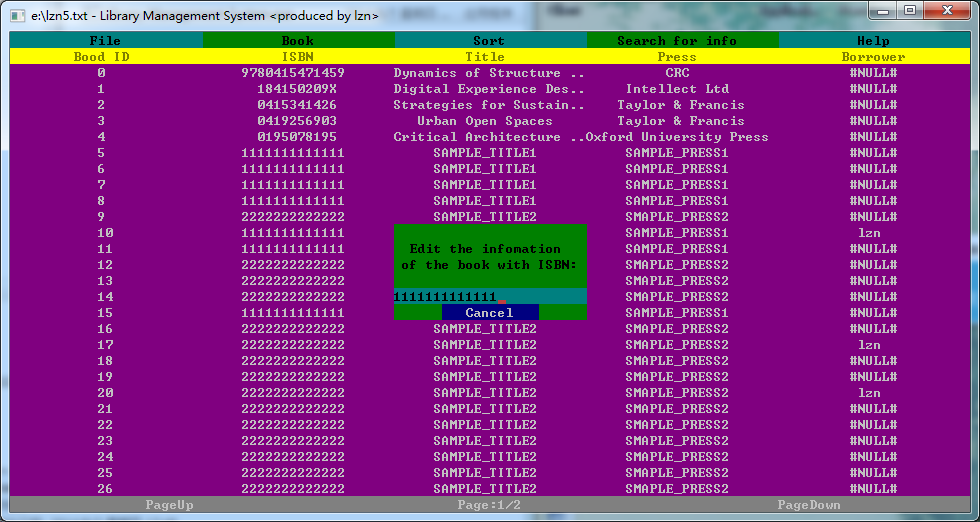 e:\lzn5.txt - Library Management System <produced by lzn>
File Book Sort Search for info Help
Bood ID ISBN Title Press Borrower
0 9780415471459 Dynamics of Structure .. CRC #NULL#
1 184150209X Digital Experience Des.. Intellect Ltd #NULL#
2 0415341426 Strategies for Sustain.. Taylor & Francis #NULL#
3 0419256903 Urban Open Spaces Taylor & Francis #NULL#
4 0195078195 Critical Architecture ..Oxford University Press #NULL#
5 1111111111111 SAMPLE_TITLE1 SAMPLE_PRESS1 #NULL#
6 1111111111111 SAMPLE_TITLE1 SAMPLE_PRESS1 #NULL#
7 1111111111111 SAMPLE_TITLE1 SAMPLE_PRESS1 #NULL#
8 1111111111111 SAMPLE_TITLE1 SAMPLE_PRESS1 #NULL#
9 2222222222222 SAMPLE_TITLE2 SMAPLE_PRESS2 #NULL#
10 1111111111111 SAMPLE_PRESS1 lzn
11 1111111111111 Edit the infomation SAMPLE_PRESS1 #NULL#
12 2222222222222 of the book with ISBN: SMAPLE_PRESS2 #NULL#
13 2222222222222 SMAPLE_PRESS2 #NULL#
14 2222222222222 1111111111111_ SMAPLE_PRESS2 #NULL#
15 1111111111111 Cancel SAMPLE_PRESS1 #NULL#
16 2222222222222 SAMPLE_TITLE2 SMAPLE_PRESS2 #NULL#
17 2222222222222 SAMPLE_TITLE2 SMAPLE_PRESS2 lzn
18 2222222222222 SAMPLE_TITLE2 SMAPLE_PRESS2 #NULL#
19 2222222222222 SAMPLE_TITLE2 SMAPLE_PRESS2 #NULL#
20 2222222222222 SAMPLE_TITLE2 SMAPLE_PRESS2 lzn
21 2222222222222 SAMPLE_TITLE2 SMAPLE_PRESS2 #NULL#
22 2222222222222 SAMPLE_TITLE2 SMAPLE_PRESS2 #NULL#
23 2222222222222 SAMPLE_TITLE2 SMAPLE_PRESS2 #NULL#
24 2222222222222 SAMPLE_TITLE2 SMAPLE_PRESS2 #NULL#
25 2222222222222 SAMPLE_TITLE2 SMAPLE_PRESS2 #NULL#
26 2222222222222 SAMPLE_TITLE2 SMAPLE_PRESS2 #NULL#
PageUp Page:1/2 PageDown